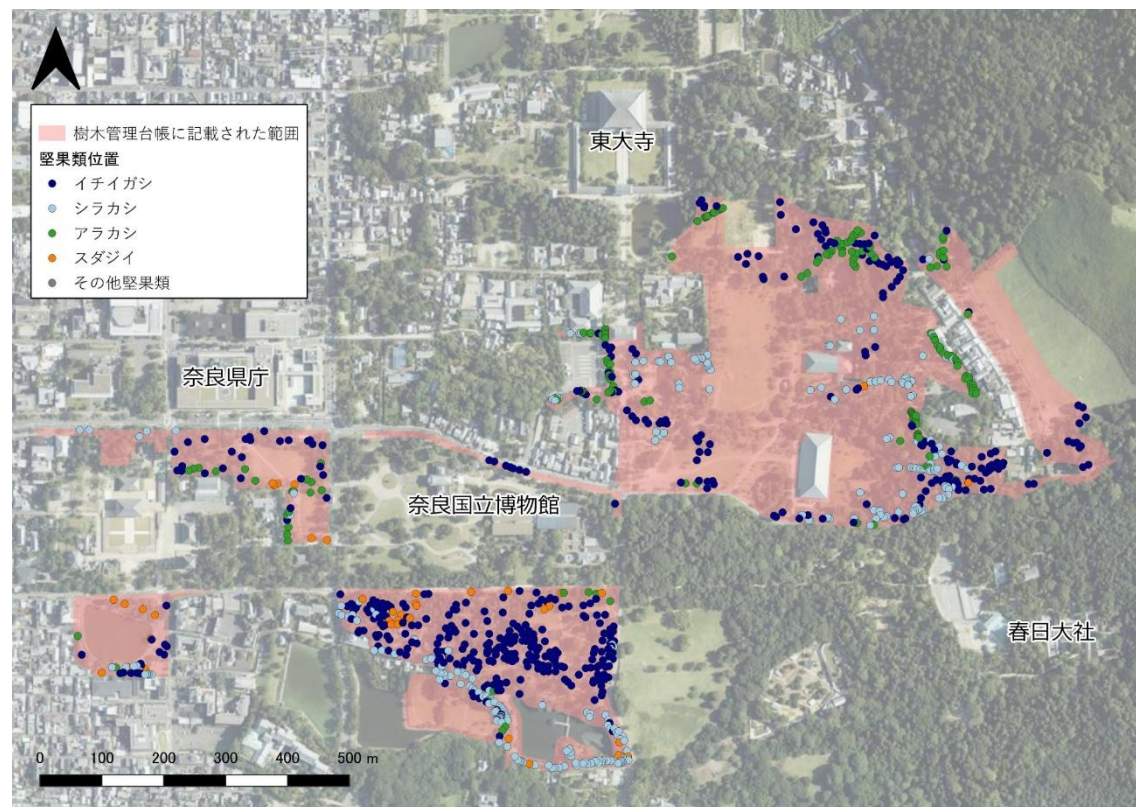 東大寺
樹木管理台帳に記載された範囲
堅果類位置
イチイガシ
シラカシ
アラカシ
スダジイ
その他堅果類
奈良県庁
奈良国立博物館
春日大社
0 100 200 300 400 500 m